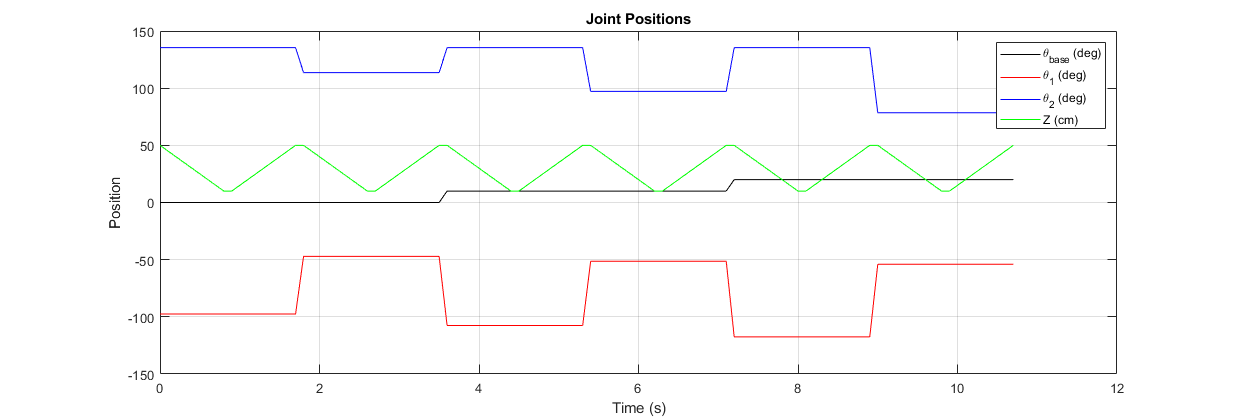 Joint Positions
150
100
50
0
-50
-100
-150
Position
0 2 4 6 8 10 12
Time (s)
θbase (deg)
θ1 (deg)
θ2 (deg)
Z (cm)